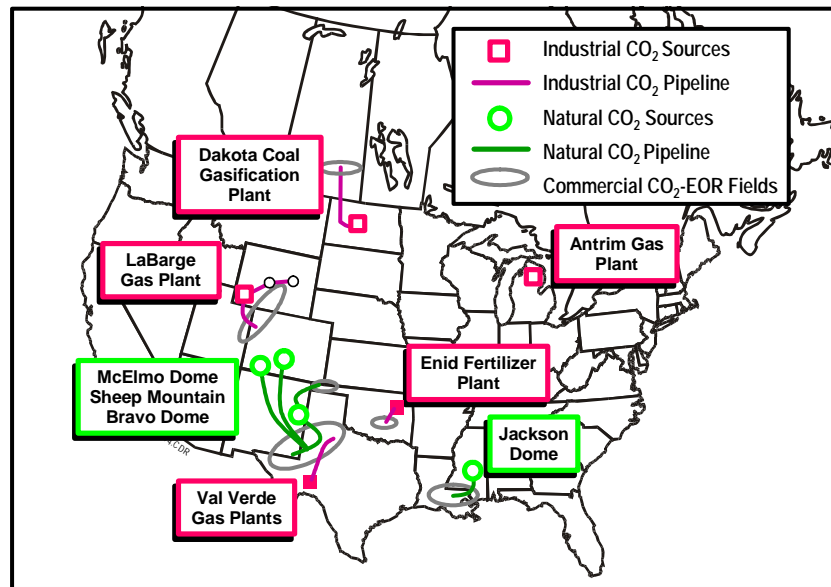 Industrial CO₂ Sources
Industrial CO₂ Pipeline
Natural CO₂ Sources
Natural CO₂ Pipeline
Commercial CO₂-EOR Fields
Dakota Coal
Gasification
Plant
Antrim Gas
Plant
LaBarge
Gas Plant
Enid Fertilizer
Plant
McElmo Dome
Sheep Mountain
Bravo Dome
Jackson
Dome
Val Verde
Gas Plants